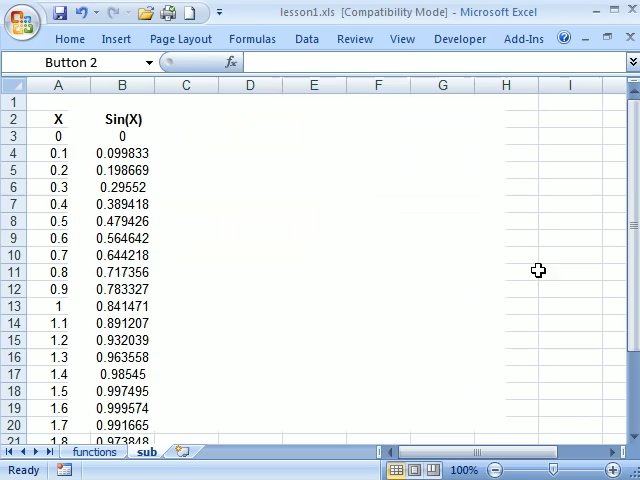 lesson1.xls [Compatibility Mode] - Microsoft Excel
Home Insert Page Layout Formulas Data Review View Developer Add-Ins
Button 2 fx
A B C D E F G H I
1
2 X Sin(X)
3 0 0
4 0.1 0.099833
5 0.2 0.198669
6 0.3 0.29552
7 0.4 0.389418
8 0.5 0.479426
9 0.6 0.564642
10 0.7 0.644218
11 0.8 0.717356
12 0.9 0.783327
13 1 0.841471
14 1.1 0.891207
15 1.2 0.932039
16 1.3 0.963558
17 1.4 0.98545
18 1.5 0.997495
19 1.6 0.999574
20 1.7 0.991665
21 1.8 0.973848
functions sub
Ready 100%